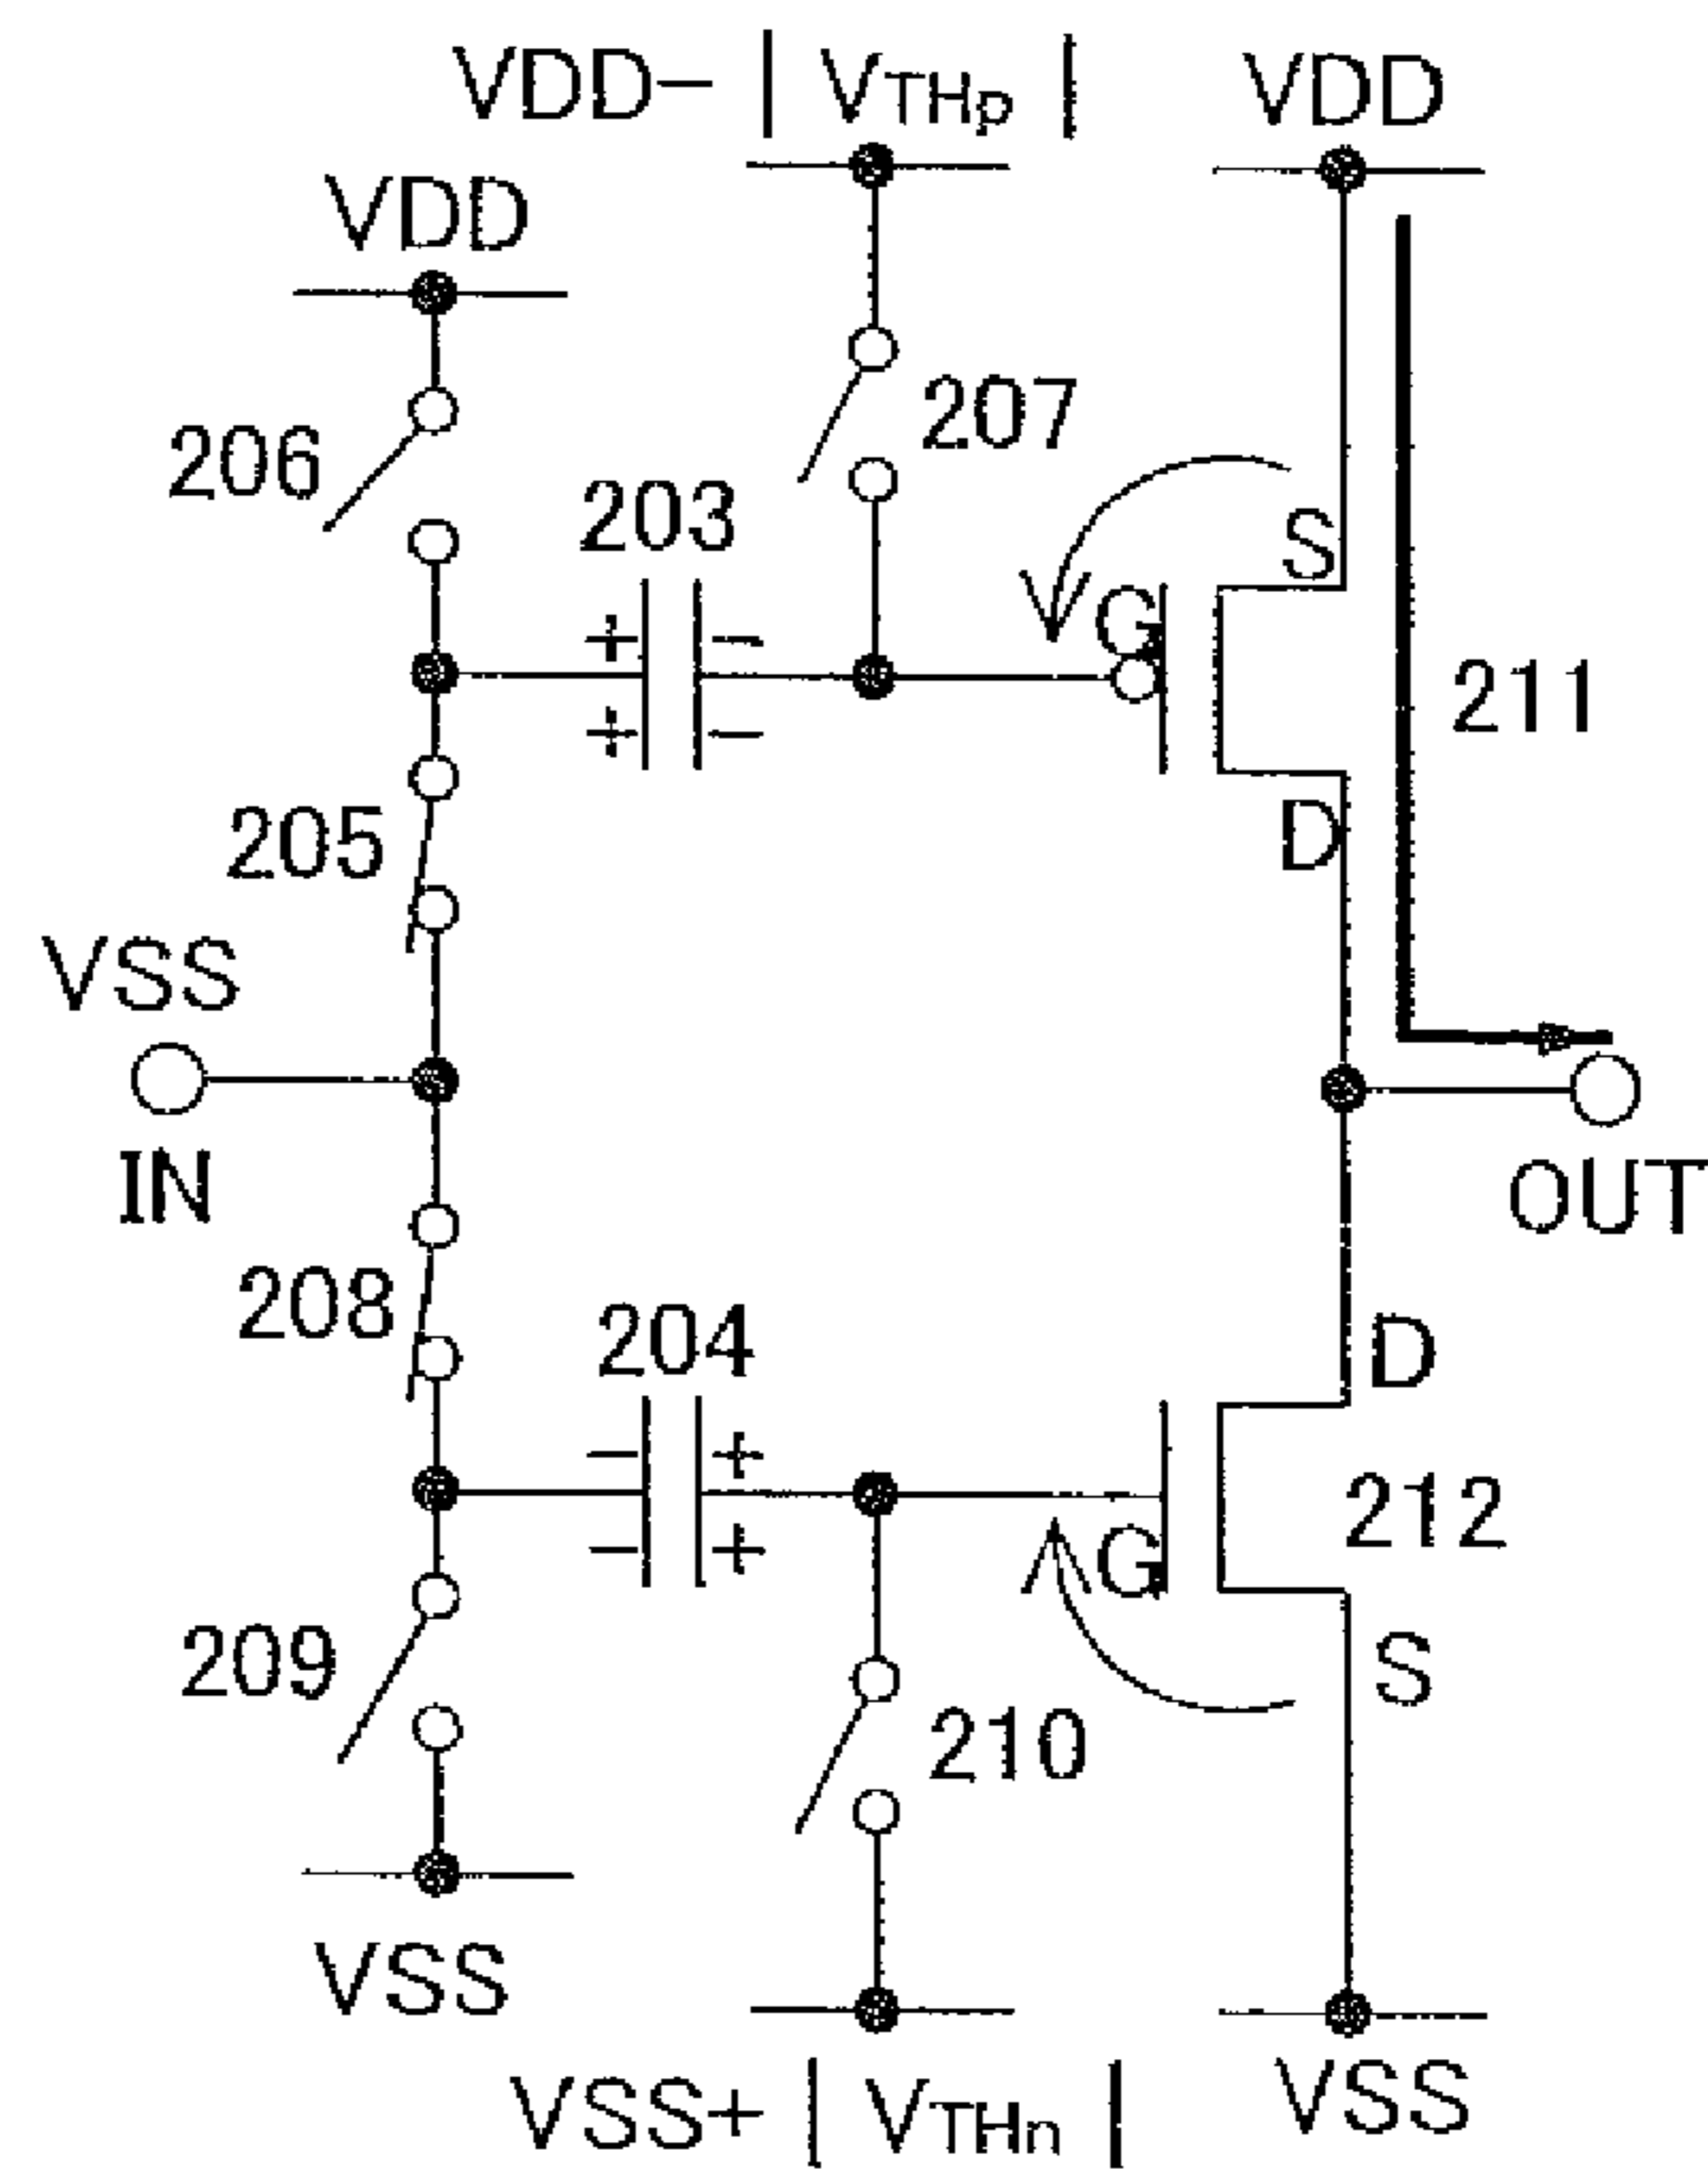 VDD-|VTHp| VDD
VDD
206
207
203
+ -
+ -
S
G
211
205
D
VSS
IN
OUT
208
204
D
- +
- +
G
212
209
210
S
VSS
VSS+|VTHn| VSS